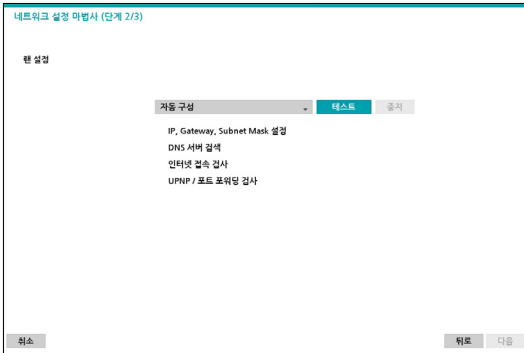 네트워크 설정 마법사 (단계 2/3)
랜 설정
자동 구성 테스트 중지
IP, Gateway, Subnet Mask 설정
DNS 서버 검색
인터넷 접속 검사
UPNP / 포트 포워딩 검사
취소 뒤로 다음